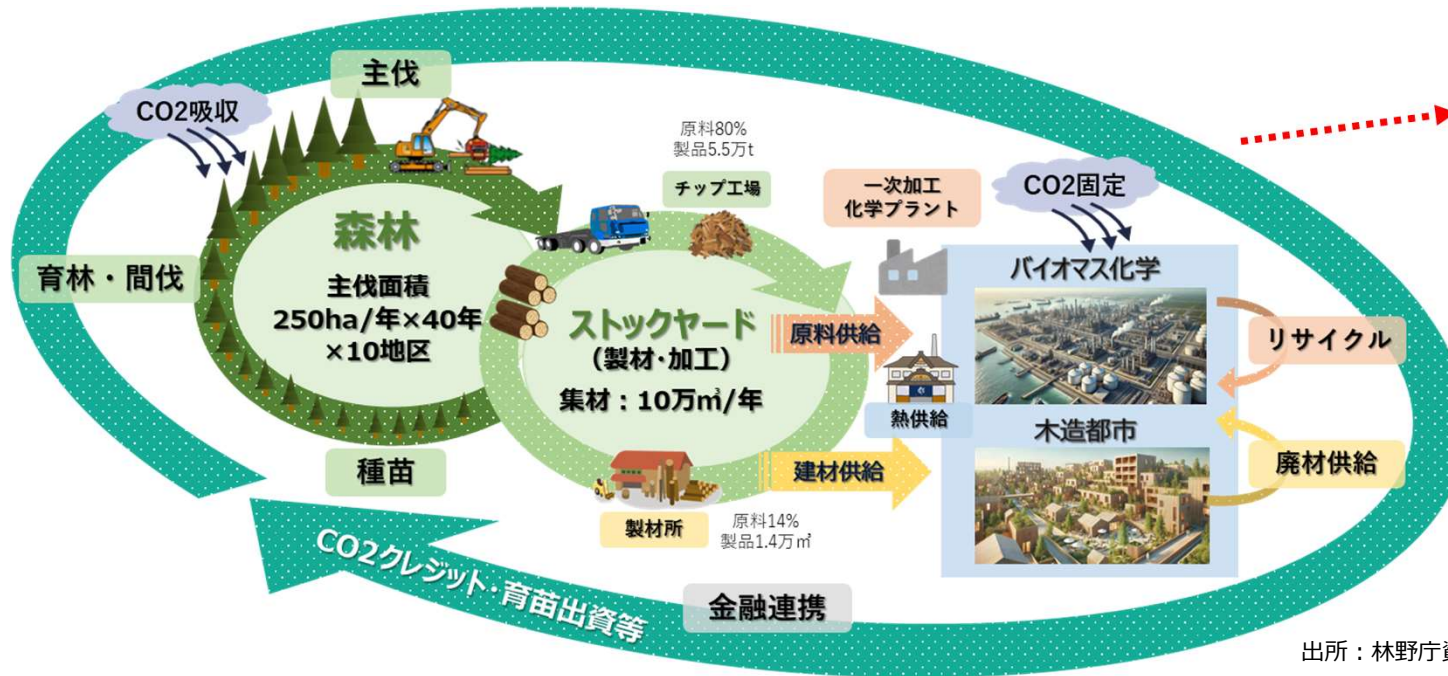 主伐
CO2吸収
原料80%
製品5.5万t
チップ工場
一次加工
化学プラント
CO2固定
森林
主伐面積
250ha/年×40年
×10地区
育林・間伐
種苗
ストックヤード
(製材・加工)
集材：10万㎥/年
原料供給
熱供給
建材供給
バイオマス化学
木造都市
リサイクル
廃材供給
製材所
原料14%
製品1.4万㎥
CO2クレジット・育苗出資等
金融連携
出所：林野庁